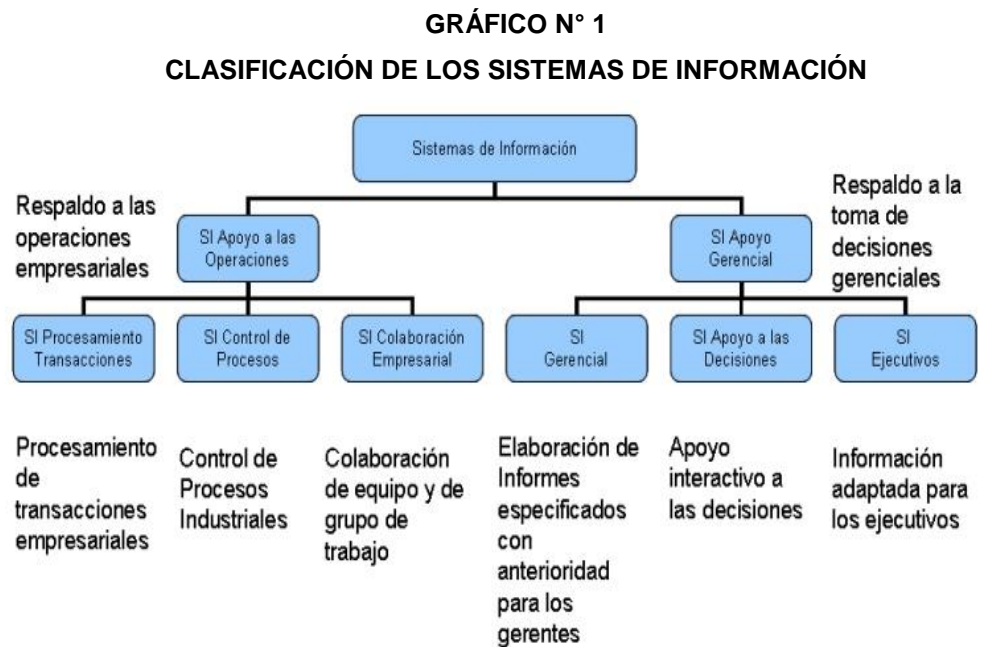 GRÁFICO N° 1
CLASIFICACIÓN DE LOS SISTEMAS DE INFORMACIÓN
Sistemas de Información
Respaldo a las
operaciones
empresariales
SI Apoyo a las
Operaciones
SI Apoyo
Gerencial
Respaldo a la
toma de
decisiones
gerenciales
SI Procesamiento
Transacciones
SI Control de
Procesos
SI Colaboración
Empresarial
SI
Gerencial
SI Apoyo a las
Decisiones
SI
Ejecutivos
Procesamiento
de
transacciones
empresariales
Control de
Procesos
Industriales
Colaboración
de equipo y de
grupo de
trabajo
Elaboración de
Informes
especificados
con
anterioridad
para los
gerentes
Apoyo
interactivo a
las decisiones
Información
adaptada para
los ejecutivos